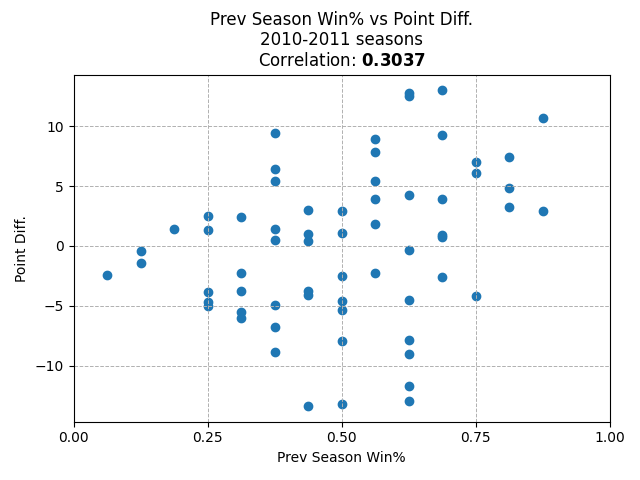 Prev Season Win% vs Point Diff.
2010-2011 seasons
Correlation: 0.3037
10
5
0
−5
−10
Point Diff.
0.00 0.25 0.50 0.75 1.00
Prev Season Win%